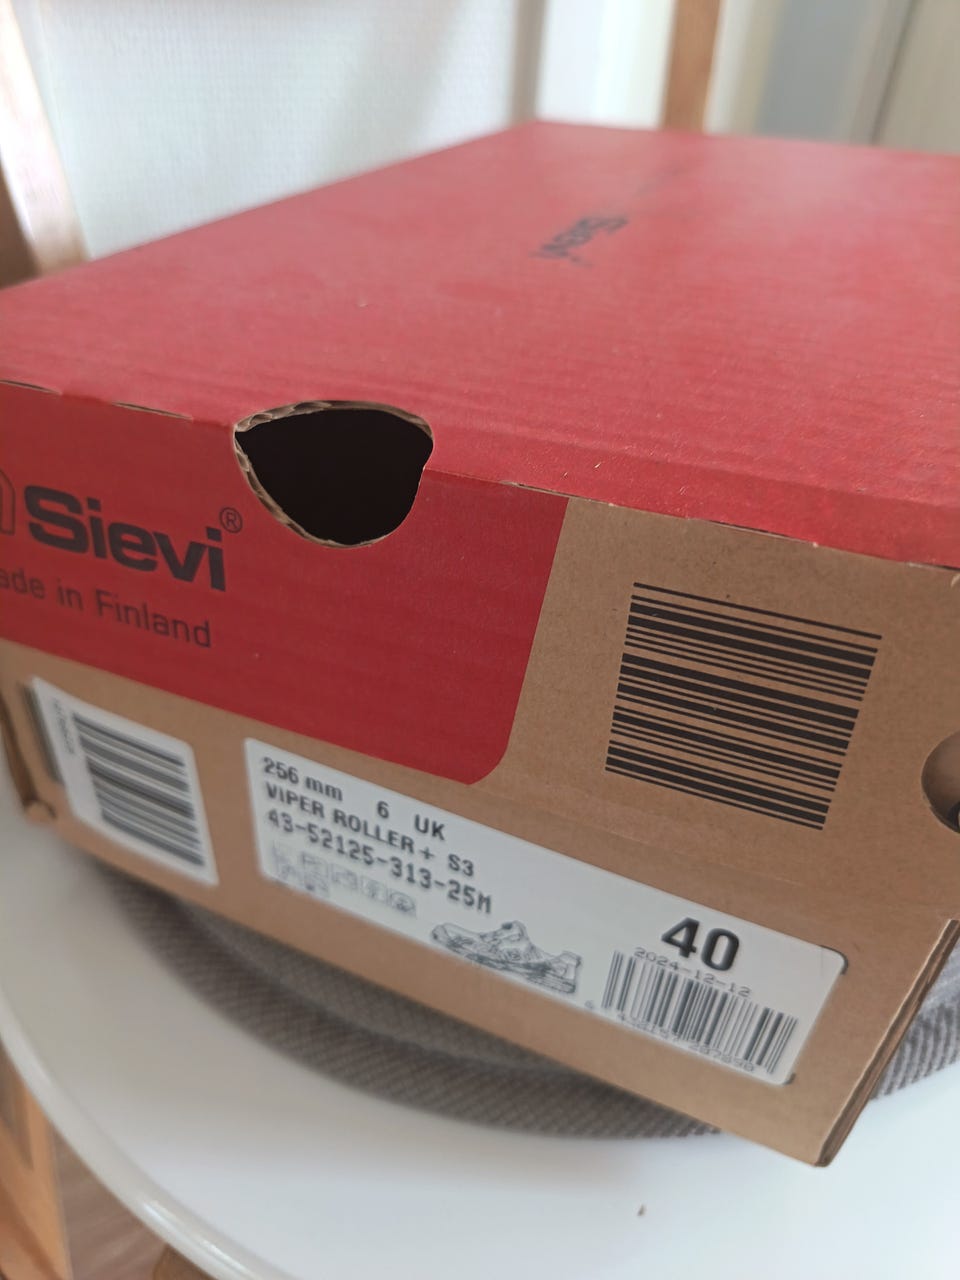 Sievi
Sievi®
ade in Finland
256 mm 6 UK
VIPER ROLLER+ S3
43-52125-313-25M
40
2024-12-12